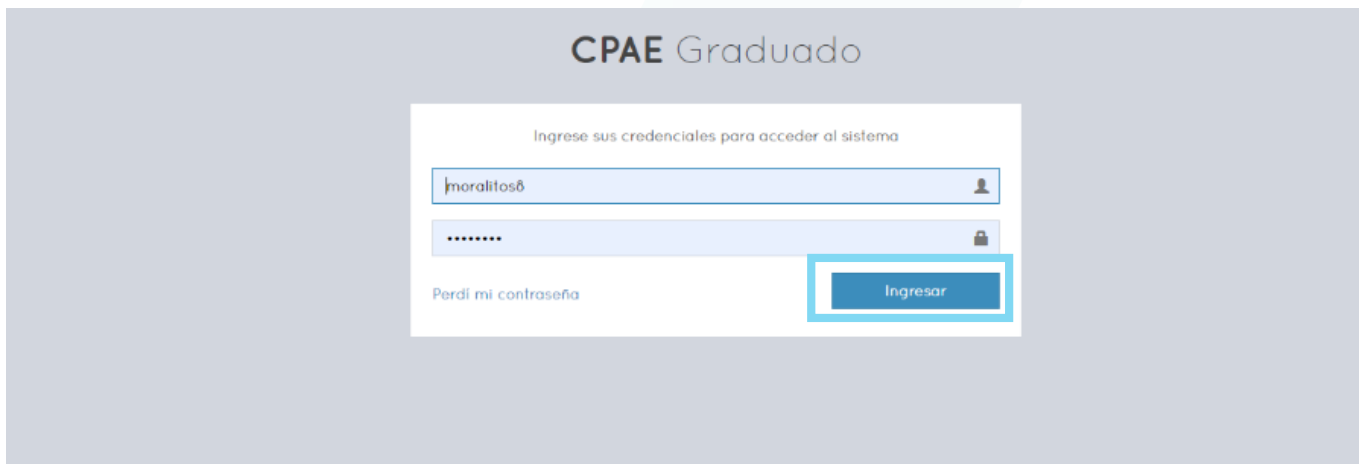 CPAE Graduado
Ingrese sus credenciales para acceder al sistema
moralitos8
••••••••
Perdí mi contraseña
Ingresar